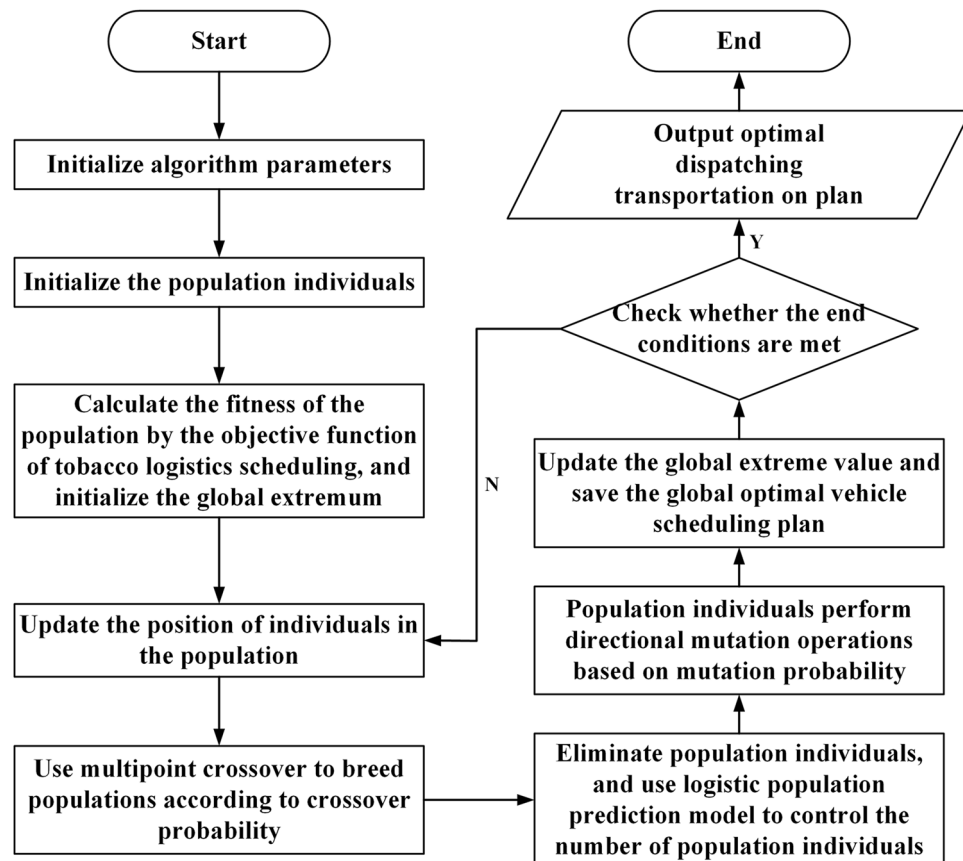 Start
Initialize algorithm parameters
Initialize the population individuals
Calculate the fitness of the
population by the objective function
of tobacco logistics scheduling, and
initialize the global extremum
Update the position of individuals in
the population
Use multipoint crossover to breed
populations according to crossover
probability
Eliminate population individuals,
and use logistic population
prediction model to control the
number of population individuals
Population individuals perform
directional mutation operations
based on mutation probability
Update the global extreme value and
save the global optimal vehicle
scheduling plan
Check whether the end
conditions are met
N
Y
Output optimal
dispatching
transportation on plan
End